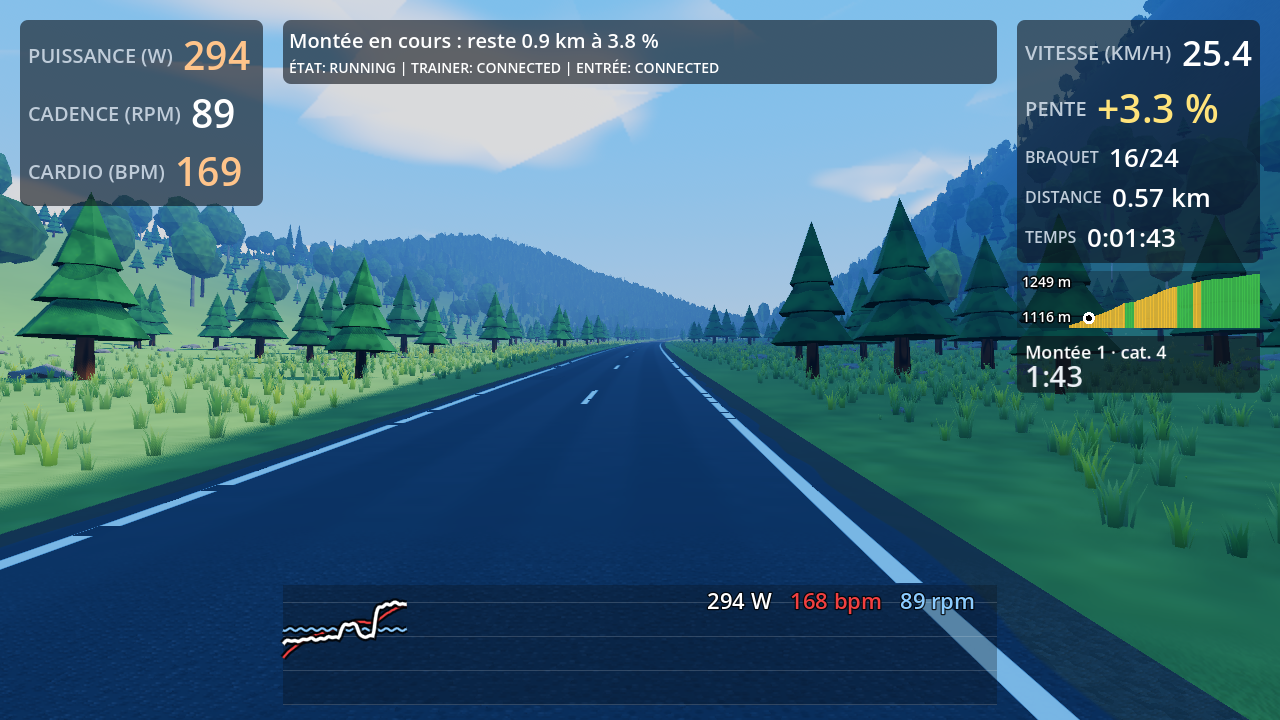 PUISSANCE (W) 294
CADENCE (RPM) 89
CARDIO (BPM) 169
Montée en cours : reste 0.9 km à 3.8 %
ÉTAT: RUNNING | TRAINER: CONNECTED | ENTRÉE: CONNECTED
VITESSE (KM/H) 25.4
PENTE +3.3 %
BRAQUET 16/24
DISTANCE 0.57 km
TEMPS 0:01:43
1249 m
1116 m
Montée 1 · cat. 4
1:43
294 W 168 bpm 89 rpm